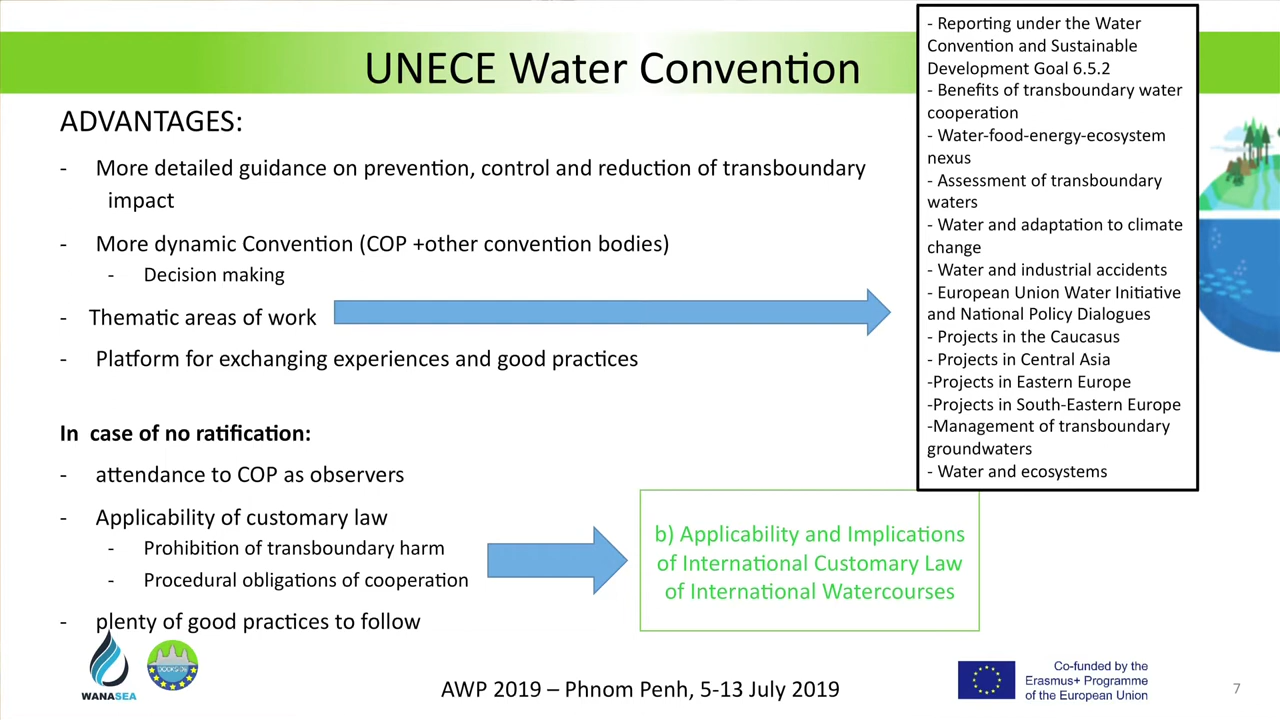 UNECE Water Convention
ADVANTAGES:
- More detailed guidance on prevention, control and reduction of transboundary
impact
- More dynamic Convention (COP +other convention bodies)
- Decision making
- Thematic areas of work
- Platform for exchanging experiences and good practices
In case of no ratification:
- attendance to COP as observers
- Applicability of customary law
- Prohibition of transboundary harm
- Procedural obligations of cooperation
- plenty of good practices to follow
- Reporting under the Water
Convention and Sustainable
Development Goal 6.5.2
- Benefits of transboundary water
cooperation
- Water-food-energy-ecosystem
nexus
- Assessment of transboundary
waters
- Water and adaptation to climate
change
- Water and industrial accidents
- European Union Water Initiative
and National Policy Dialogues
- Projects in the Caucasus
- Projects in Central Asia
-Projects in Eastern Europe
-Projects in South-Eastern Europe
-Management of transboundary
groundwaters
- Water and ecosystems
b) Applicability and Implications
of International Customary Law
of International Watercourses
WANASEA
AWP 2019 – Phnom Penh, 5-13 July 2019
Co-funded by the
Erasmus+ Programme
of the European Union
7